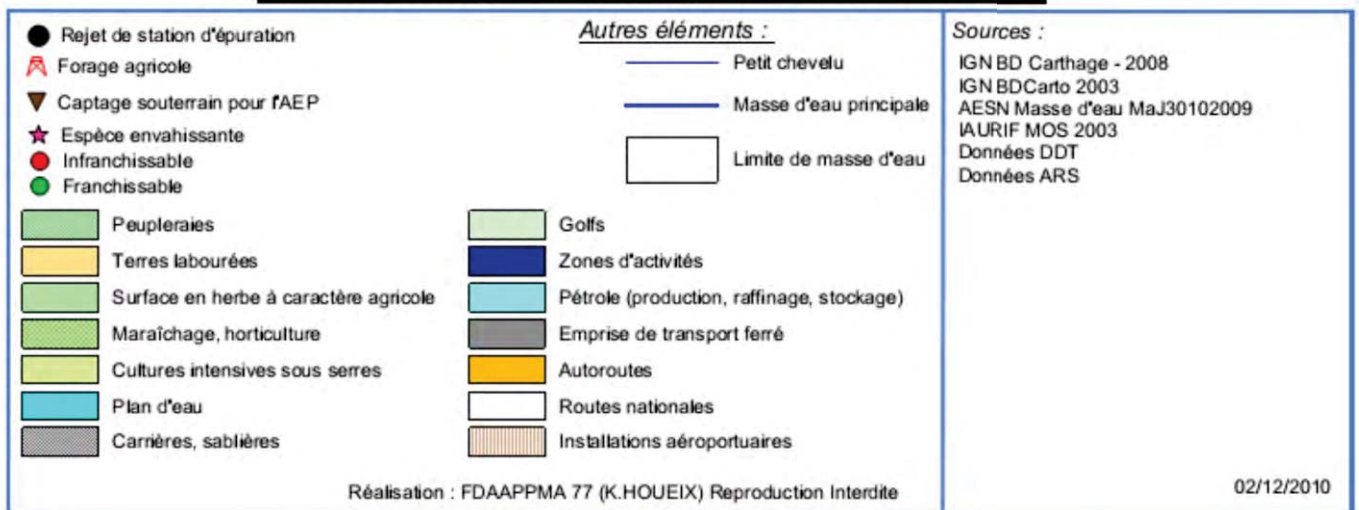 Rejet de station d'épuration
Forage agricole
Captage souterrain pour l'AEP
Espèce envahissante
Infranchissable
Franchissable
Autres éléments :
Petit chevelu
Masse d'eau principale
Limite de masse d'eau
Peupleraies
Terres labourées
Surface en herbe à caractère agricole
Maraîchage, horticulture
Cultures intensives sous serres
Plan d'eau
Carrières, sablières
Golfs
Zones d'activités
Pétrole (production, raffinage, stockage)
Emprise de transport ferré
Autoroutes
Routes nationales
Installations aéroportuaires
Réalisation : FDAAPPMA 77 (K.HOUEIX) Reproduction Interdite
Sources :
IGN BD Carthage - 2008
IGN BDCarto 2003
AESN Masse d'eau MaJ30102009
IAURIF MOS 2003
Données DDT
Données ARS
02/12/2010